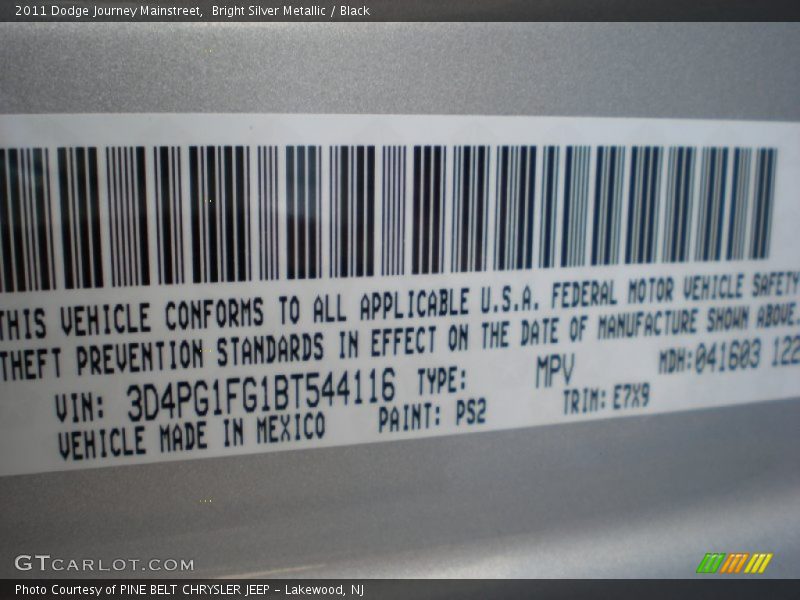 2011 Dodge Journey Mainstreet,  Bright Silver Metallic / Black
THIS VEHICLE CONFORMS TO ALL APPLICABLE U.S.A. FEDERAL MOTOR VEHICLE SAFETY
THEFT PREVENTION STANDARDS IN EFFECT ON THE DATE OF MANUFACTURE SHOWN ABOVE.
VIN: 3D4PG1FG1BT544116 TYPE: MPV MDH:041603 122
VEHICLE MADE IN MEXICO PAINT: PS2 TRIM: E7X9
GTCARLOT.COM
Photo Courtesy of PINE BELT CHRYSLER JEEP - Lakewood, NJ